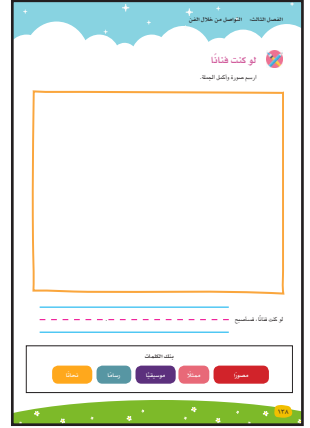 الفصل الثالث التواصل من خلال الفن
لو كنت فنانًا
ارسم صورة وأكمل الجملة.
لو كنت فنانًا، فسأصبح
بنك الكلمات
مصورًا ممثلًا موسيقيًا رسامًا نحاتًا
١٣٨